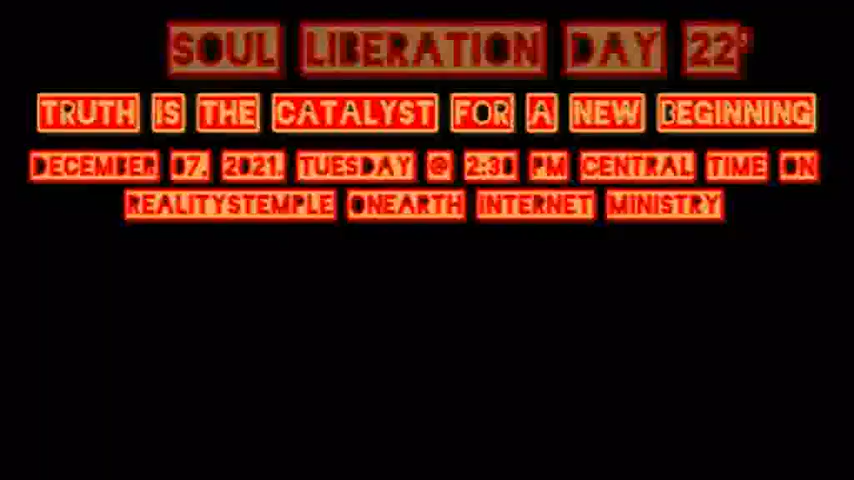 SOUL LIBERATION DAY 22'
TRUTH IS THE CATALYST FOR A NEW BEGINNING
DECEMBER 07, 2021, TUESDAY @ 2:30 PM CENTRAL TIME ON
REALITYSTEMPLE ONEARTH INTERNET MINISTRY